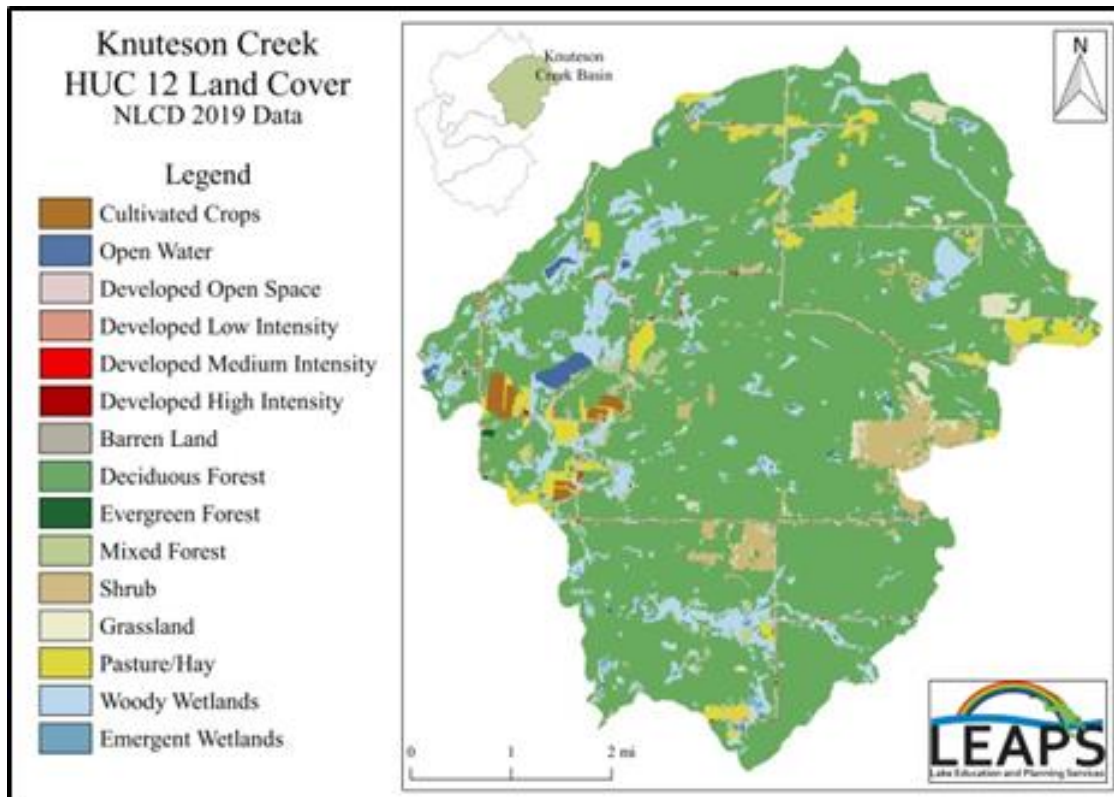 Knuteson Creek
HUC 12 Land Cover
NLCD 2019 Data
Legend
Cultivated Crops
Open Water
Developed Open Space
Developed Low Intensity
Developed Medium Intensity
Developed High Intensity
Barren Land
Deciduous Forest
Evergreen Forest
Mixed Forest
Shrub
Grassland
Pasture/Hay
Woody Wetlands
Emergent Wetlands
Knuteson
Creek Basin
N
0 1 2 mi
LEAPS
Lake Education and Planning Services